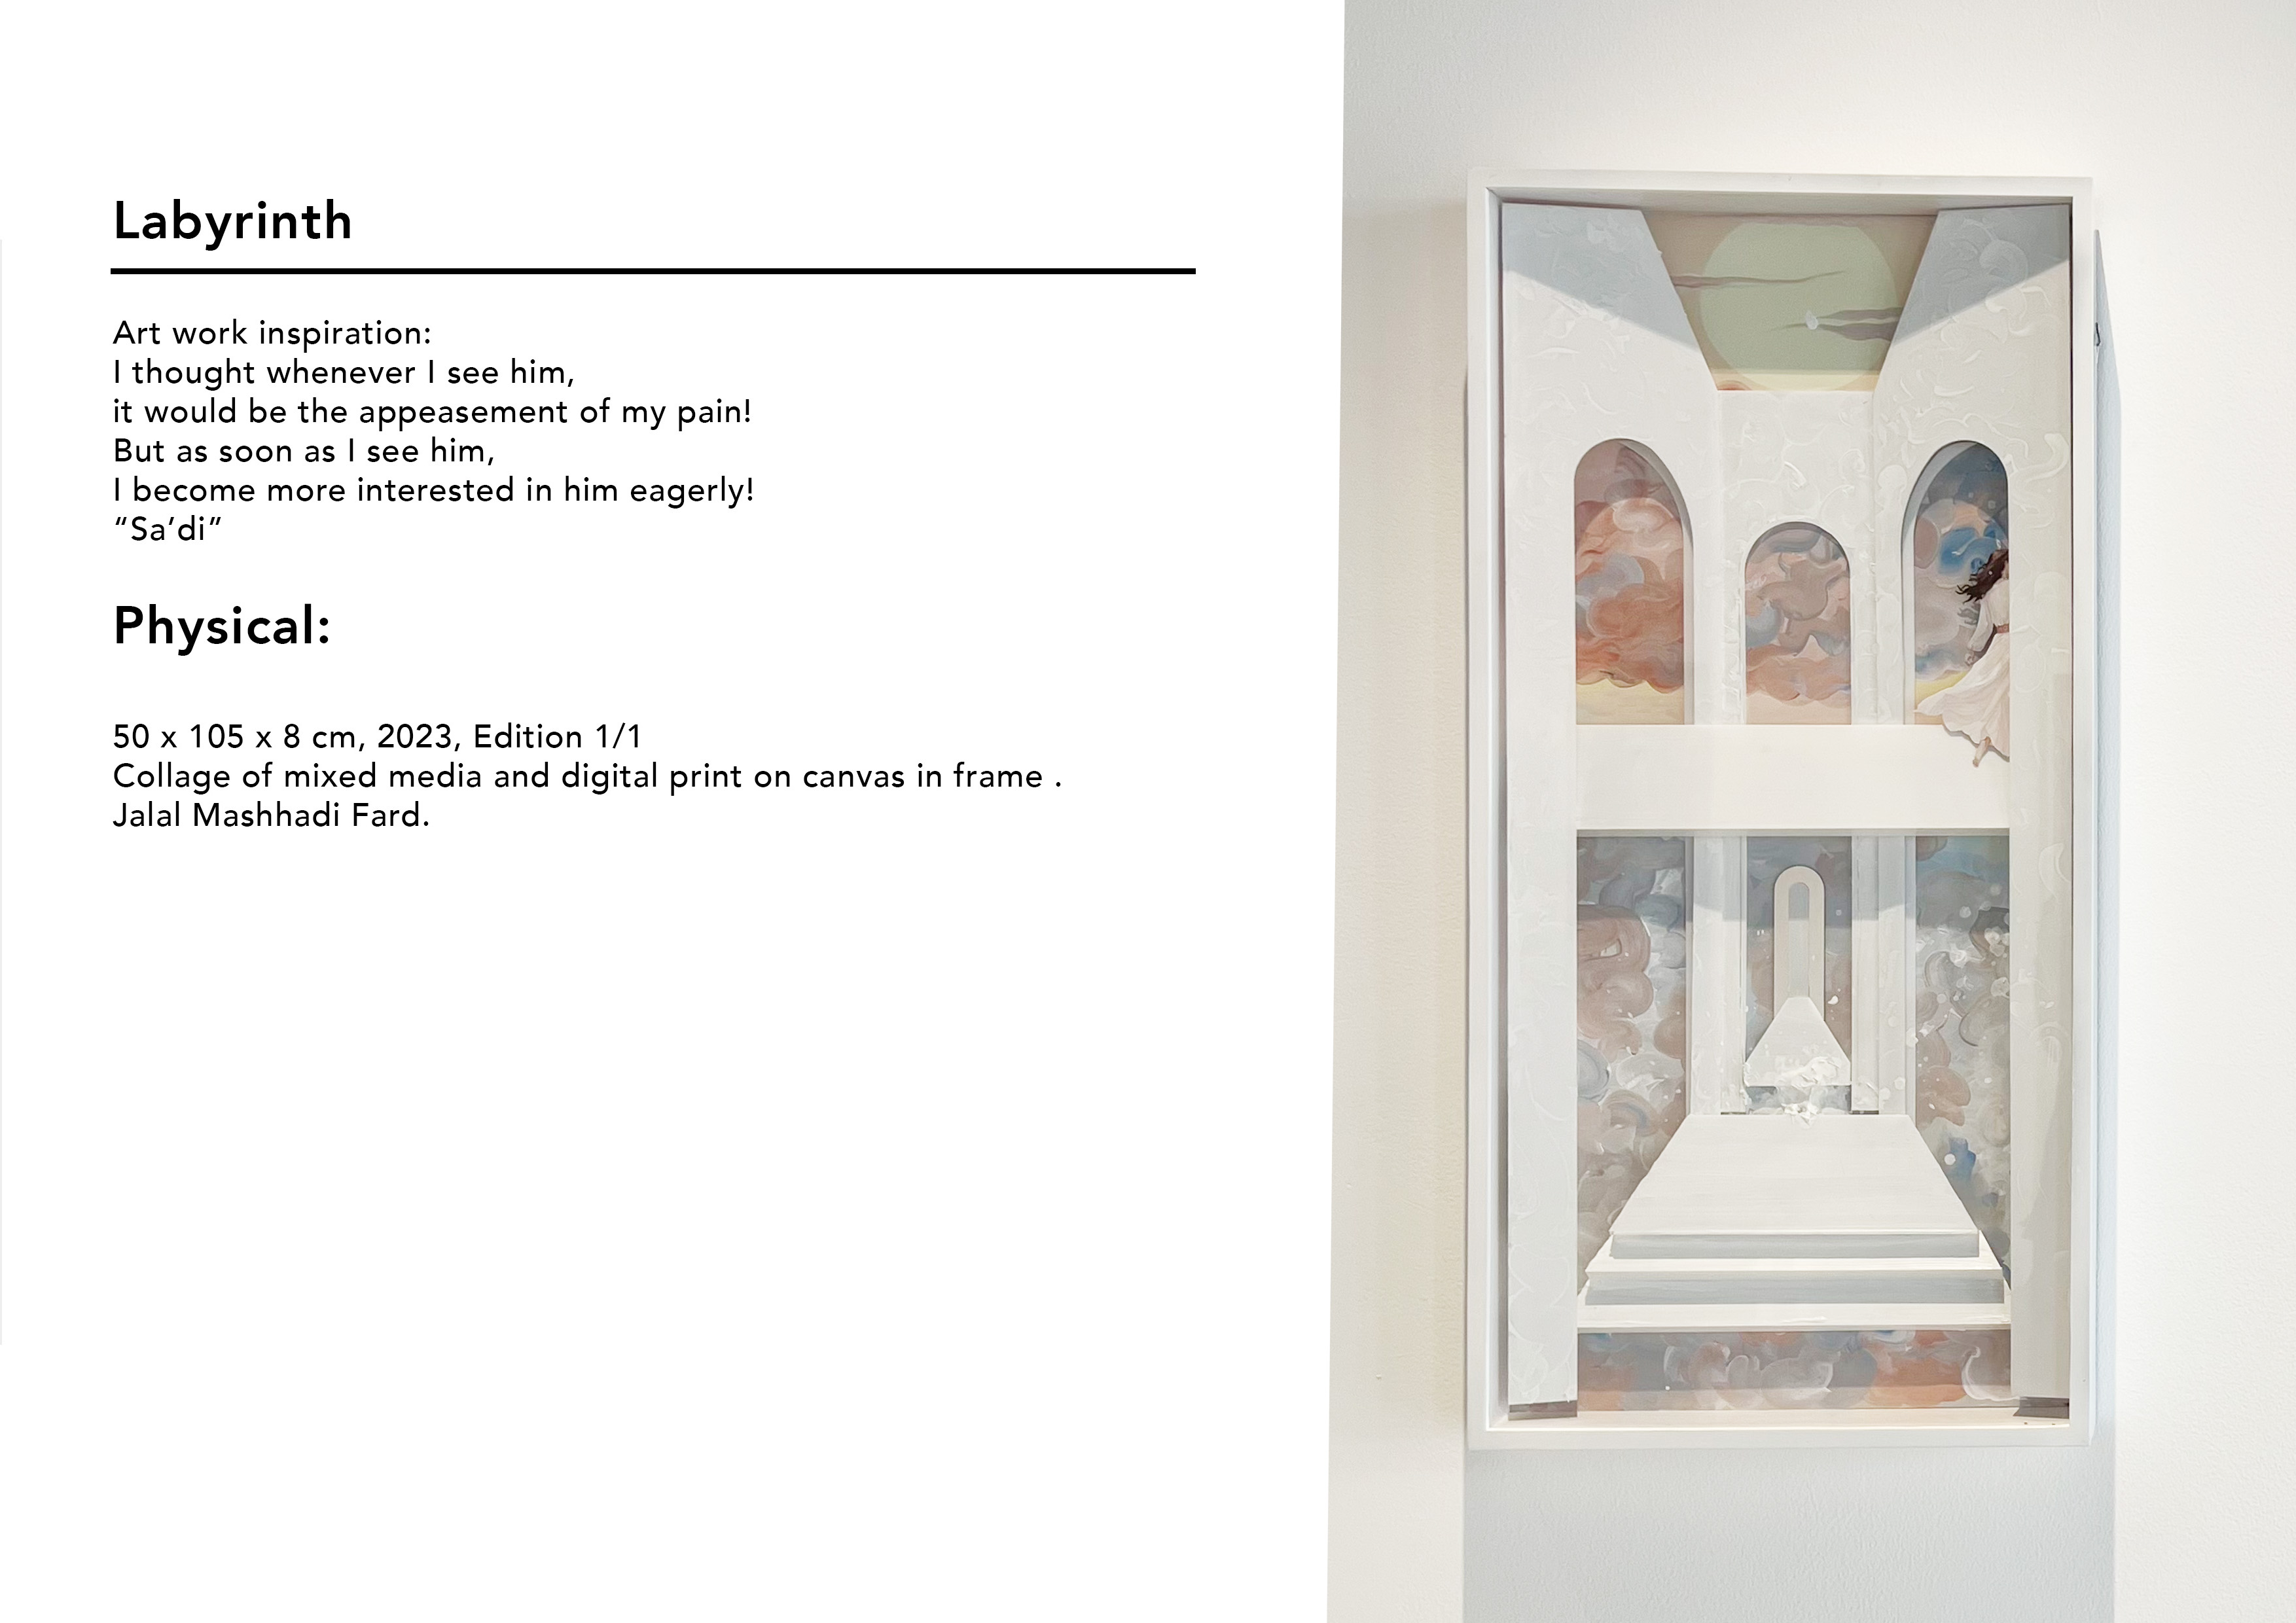 Labyrinth
Art work inspiration:
I thought whenever I see him,
it would be the appeasement of my pain!
But as soon as I see him,
I become more interested in him eagerly!
“Sa’di”
Physical:
50 x 105 x 8 cm, 2023, Edition 1/1
Collage of mixed media and digital print on canvas in frame .
Jalal Mashhadi Fard.